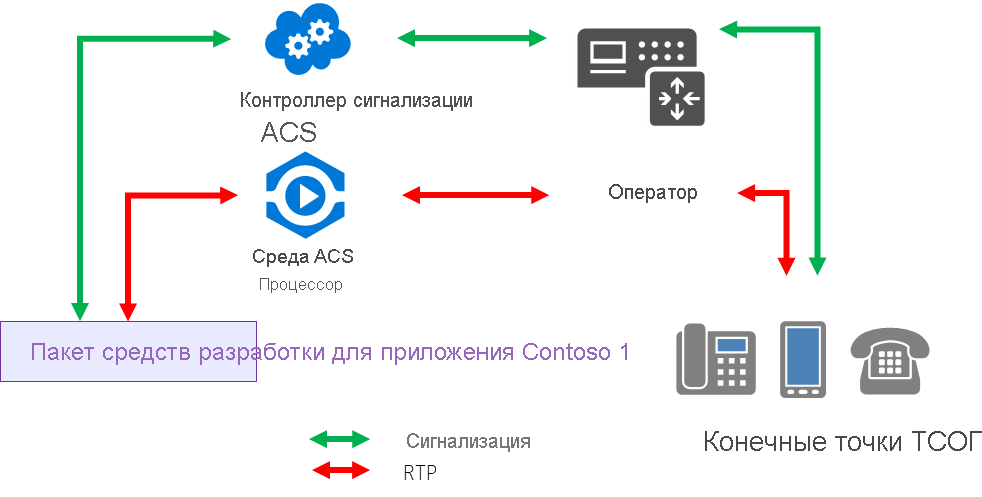 Контроллер сигнализации
ACS
Оператор
Среда ACS
Процессор
Пакет средств разработки для приложения Contoso 1
Конечные точки ТСОГ
Сигнализация
RTP